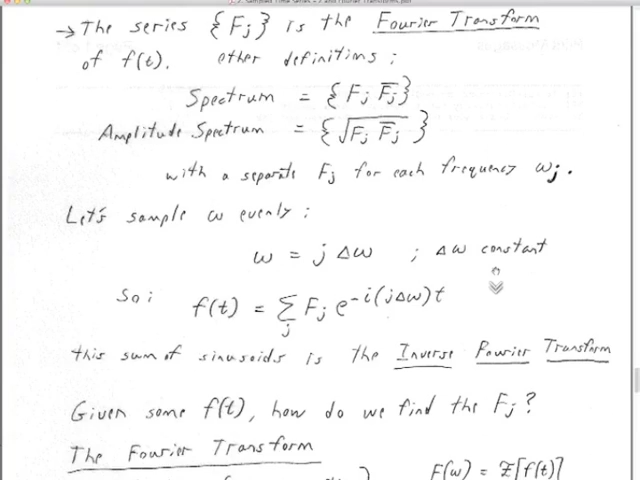 → The series {Fj} is the Fourier Transform
of f(t). other definitions:
Spectrum = {Fj F̅j}
Amplitude Spectrum = {√Fj F̅j}
with a separate Fj for each frequency ωj.
Let's sample ω evenly:
ω = j Δω ; Δω constant
So: f(t) = Σj Fj e^-i(jΔω)t
this sum of sinusoids is the Inverse Fourier Transform
Given some f(t), how do we find the Fj?
The Fourier Transform
F(ω) = F[f(t)]